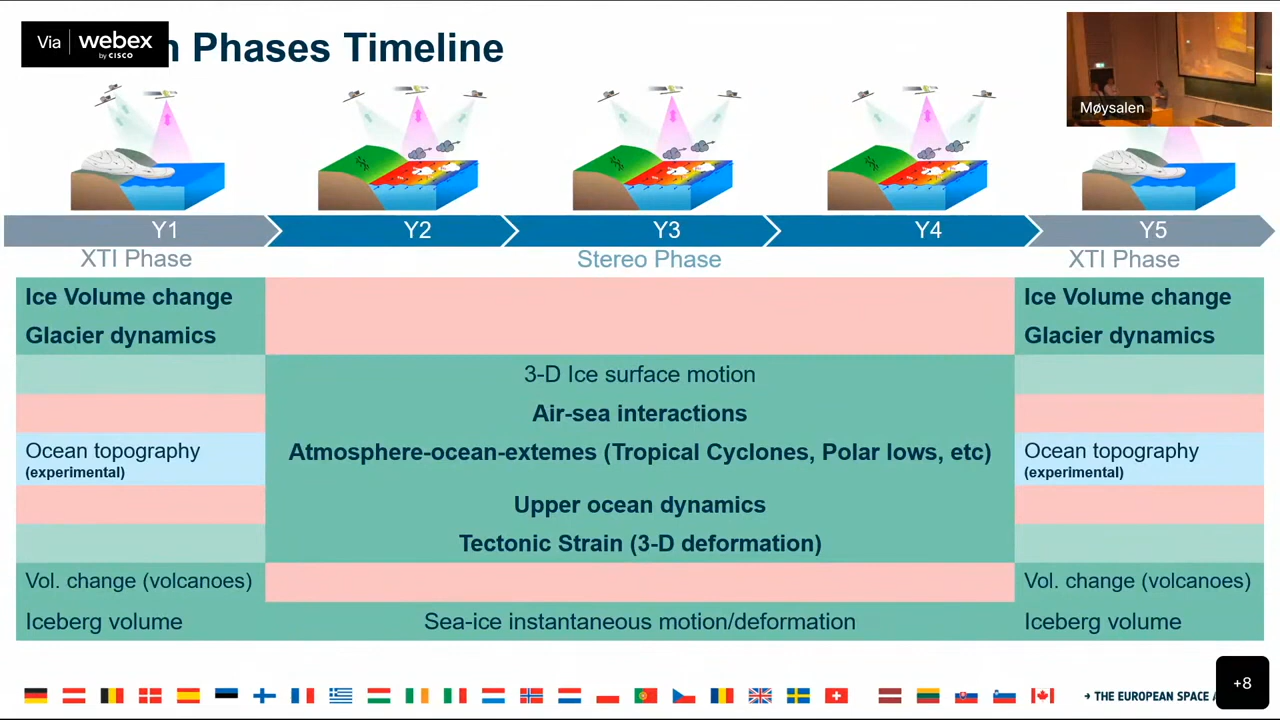 Via webex
by CISCO
Phases Timeline
Møysalen
Y1 Y2 Y3 Y4 Y5
XTI Phase Stereo Phase XTI Phase
Ice Volume change Ice Volume change
Glacier dynamics Glacier dynamics
3-D Ice surface motion
Air-sea interactions
Ocean topography Atmosphere-ocean-extemes (Tropical Cyclones, Polar lows, etc) Ocean topography
(experimental) (experimental)
Upper ocean dynamics
Tectonic Strain (3-D deformation)
Vol. change (volcanoes) Vol. change (volcanoes)
Iceberg volume Sea-ice instantaneous motion/deformation Iceberg volume
+8
→ THE EUROPEAN SPACE